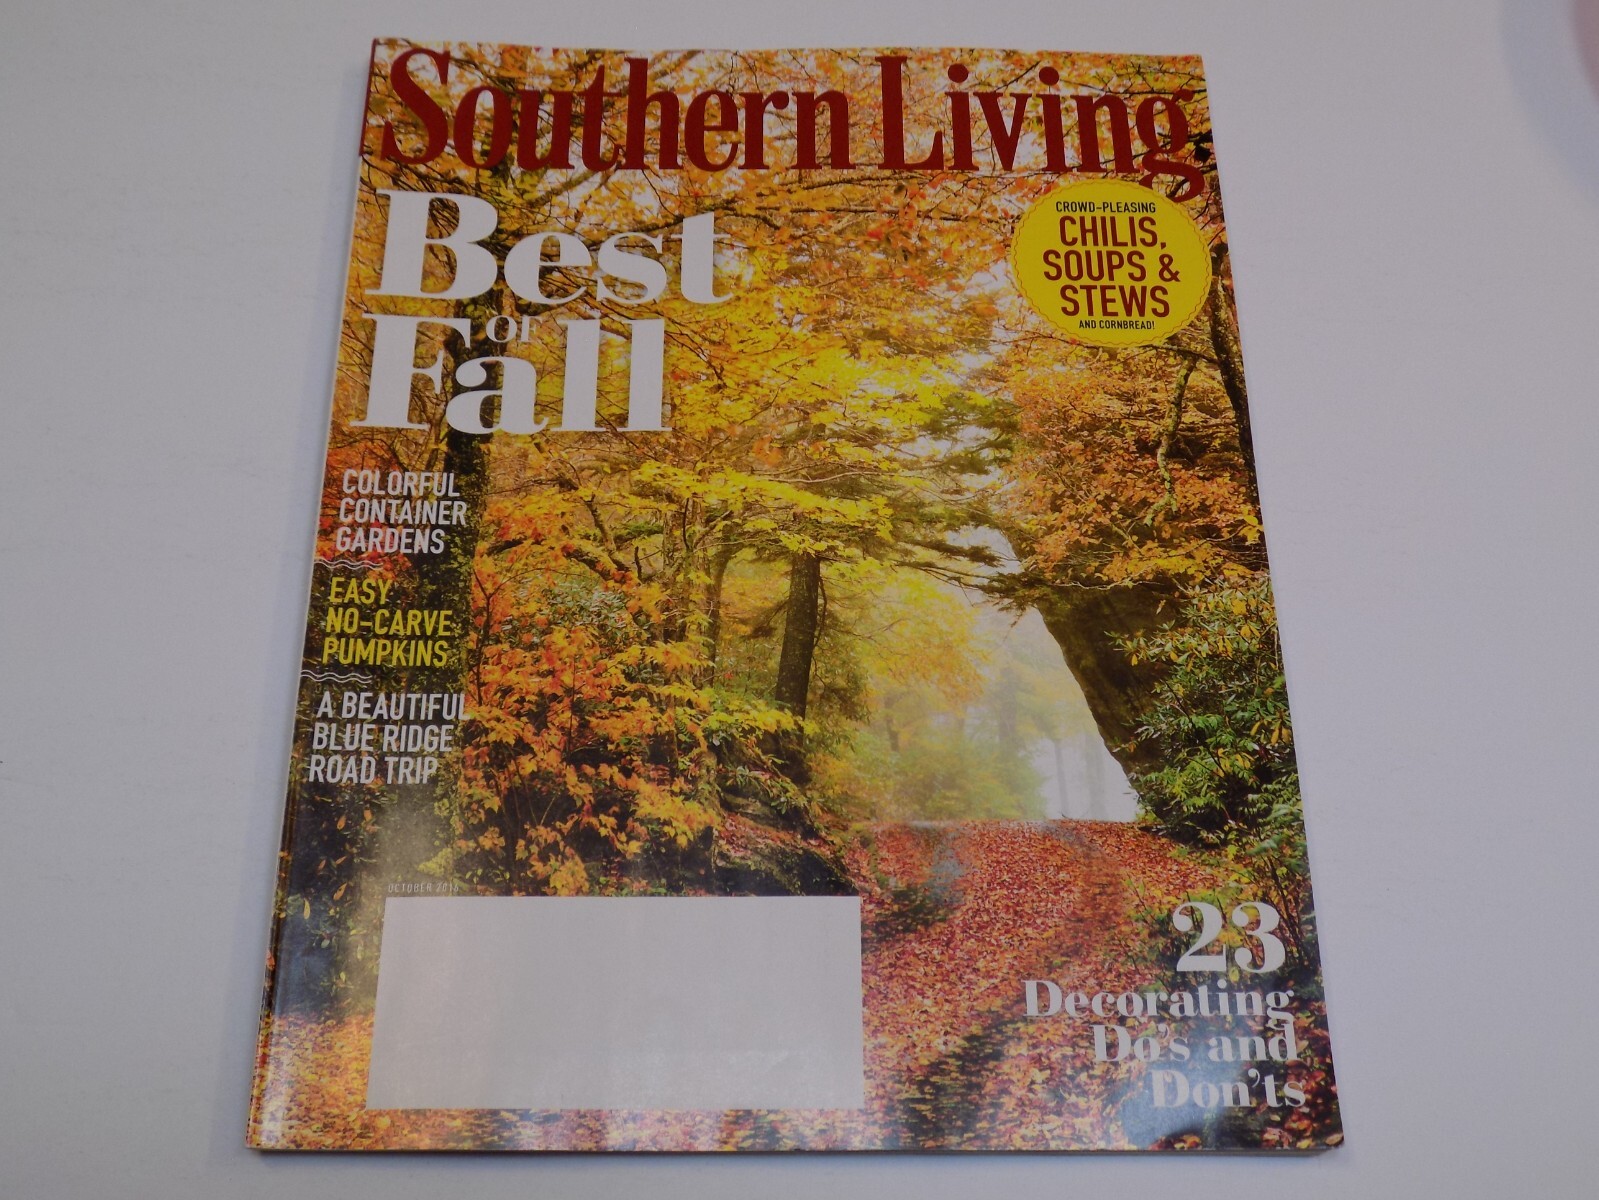 Southern Living
Best
OF
Fall
CROWD-PLEASING
CHILIS,
SOUPS &
STEWS
AND CORNBREAD!
COLORFUL
CONTAINER
GARDENS
EASY
NO-CARVE
PUMPKINS
A BEAUTIFUL
BLUE RIDGE
ROAD TRIP
OCTOBER 2016
23
Decorating
Do's and
Don'ts